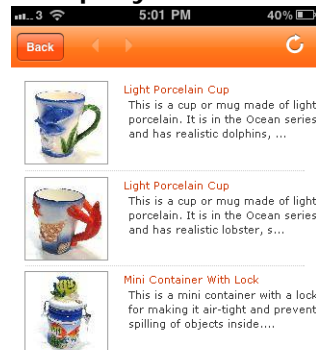 3 5:01 PM 40%
Back
Light Porcelain Cup
This is a cup or mug made of light
porcelain. It is in the Ocean series
and has realistic dolphins, ...
Light Porcelain Cup
This is a cup or mug made of light
porcelain. It is in the Ocean series
and has realistic lobster, s...
Mini Container With Lock
This is a mini container with a lock
for making it air-tight and prevent
spilling of objects inside....